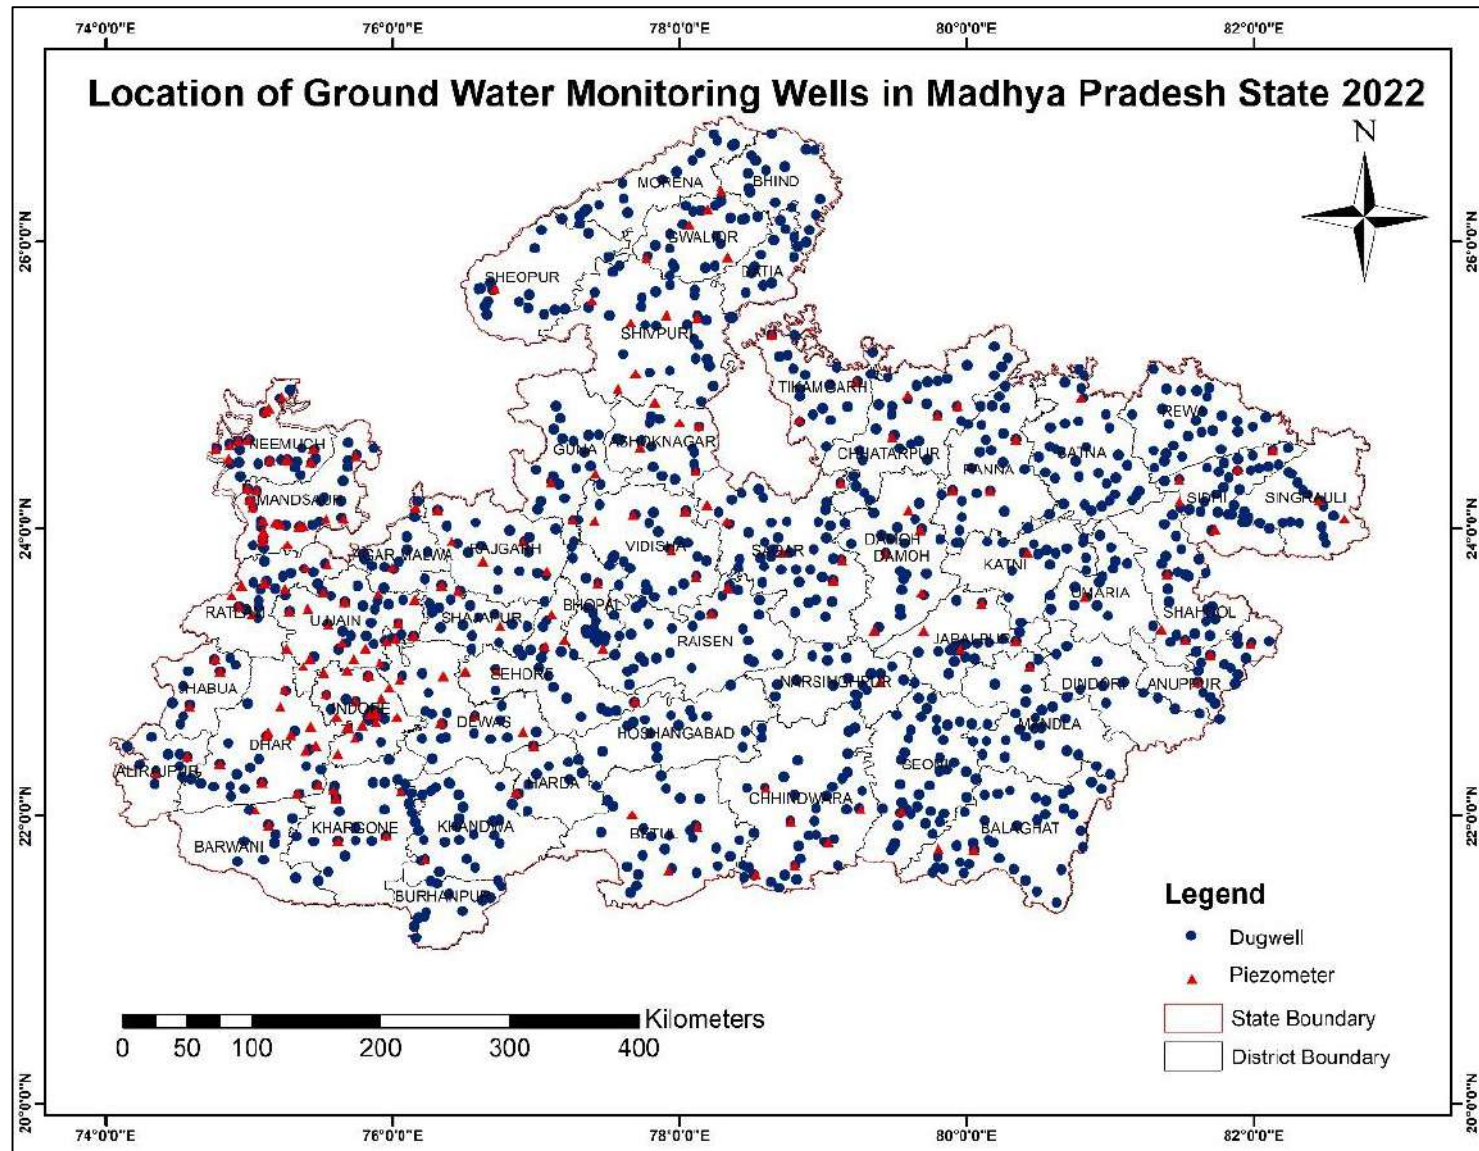 74°0'0"E 76°0'0"E 78°0'0"E 80°0'0"E 82°0'0"E
Location of Ground Water Monitoring Wells in Madhya Pradesh State 2022
N
MORENA
BHIND
26°0'0"N
GWALIOR
26°0'0"N
SHEOPUR
DATIA
SHIVPURI
TIKAMGARH
REWA
NEEMUCH
ASHOKNAGAR
GUNA
CHHATARPUR
SATNA
PANNA
MANDSAUR
SIDHI
SINGRAULI
24°0'0"N
24°0'0"N
AGAR MALWA
RAJGARH
VIDISHA
SAGAR
DAMOH
DAMOH
KATNI
UMARIA
RATLAM
UJJAIN
SHAJAPUR
BHOPAL
RAISEN
JABALPUR
SHAHDOL
SEHORE
NARSINGHPUR
DINDORI
ANUPPUR
JHABUA
INDORE
DEWAS
HOSHANGABAD
MANDLA
DHAR
SEONI
ALIRAJPUR
HARDA
CHHINDWARA
22°0'0"N
KHARGONE
KHANDWA
BETUL
BALAGHAT
22°0'0"N
BARWANI
BURHANPUR
Legend
Dugwell
Piezometer
State Boundary
District Boundary
Kilometers
0 50 100 200 300 400
20°0'0"N
20°0'0"N
74°0'0"E 76°0'0"E 78°0'0"E 80°0'0"E 82°0'0"E